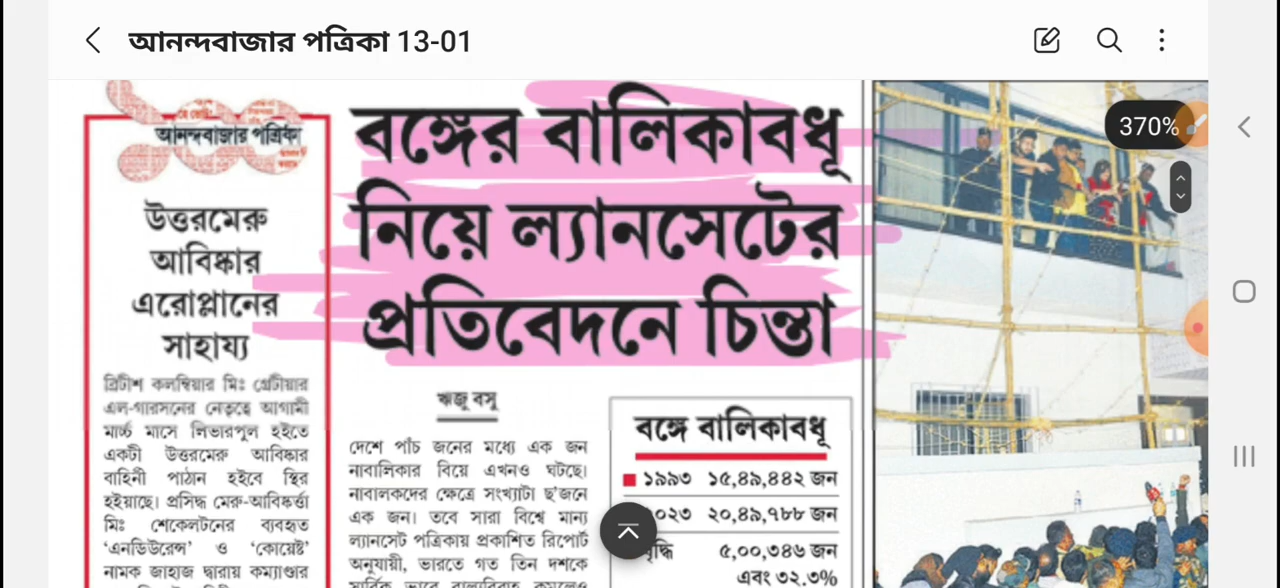 আনন্দবাজার পত্রিকা 13-01
370%
আনন্দবাজার পত্রিকা
উত্তরমেরু
আবিষ্কার
এরোপ্লানের
সাহায্য
ব্রিটীশ কলম্বিয়ার মিঃ গ্রেটীয়ার
এল-গারসনের নেতৃত্বে আগামী
মার্চ্চ মাসে লিভারপুল হইতে
একটী উত্তরমেরু আবিষ্কার
বাহিনী পাঠান হইবে স্থির
হইয়াছে। প্রসিদ্ধ মেরু-আবিষ্কর্ত্তা
মিঃ শেকেলটনের ব্যবহৃত
‘এনডিউরেন্স’ ও ‘কোয়েষ্ট’
নামক জাহাজ দ্বারায় কম্যাণ্ডার
বঙ্গের বালিকাবধূ
নিয়ে ল্যানসেটের
প্রতিবেদনে চিন্তা
ঋজু বসু
দেশে পাঁচ জনের মধ্যে এক জন
নাবালিকার বিয়ে এখনও ঘটছে।
নাবালকদের ক্ষেত্রে সংখ্যাটা ছ’জনে
এক জন। তবে সারা বিশ্বে মান্য
ল্যানসেট পত্রিকায় প্রকাশিত রিপোর্ট
অনুযায়ী, ভারতে গত তিন দশকে
সার্বিক ভাবে বাল্যবিবাহ কমলেও
বঙ্গে বালিকাবধূ
১৯৯৩ ১৫,৪৯,৪৪২ জন
০২৩ ২০,৪৯,৭৮৮ জন
বৃদ্ধি ৫,০০,৩৪৬ জন
এবং ৩২.৩%